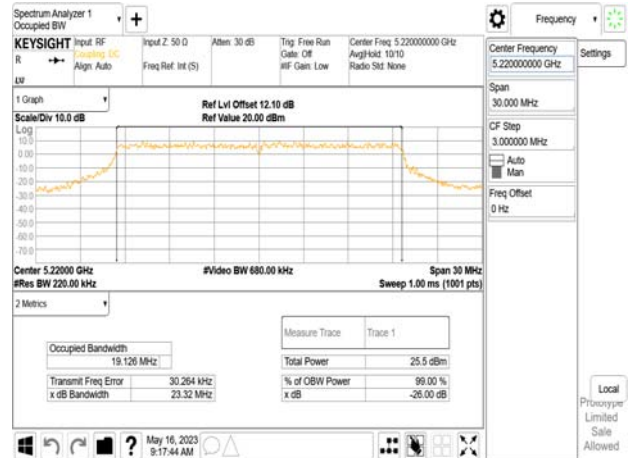 Spectrum Analyzer 1
Occupied BW
+
Frequency
KEYSIGHT Input: RF Input Z: 50 Ω Atten: 30 dB Trig: Free Run Center Freq: 5.220000000 GHz
R Coupling: DC Gate: Off Avg|Hold: 10/10
Align: Auto Freq Ref: Int (S) #IF Gain: Low Radio Std: None
LU
Center Frequency
5.220000000 GHz
Settings
Span
30.000 MHz
CF Step
3.000000 MHz
Auto
Man
Freq Offset
0 Hz
1 Graph
Ref Lvl Offset 12.10 dB
Scale/Div 10.0 dB Ref Value 20.00 dBm
Log
10.0
0.00
-10.0
-20.0
-30.0
-40.0
-50.0
-60.0
-70.0
Center 5.22000 GHz #Video BW 680.00 kHz Span 30 MHz
#Res BW 220.00 kHz Sweep 1.00 ms (1001 pts)
2 Metrics
Measure Trace Trace 1
Occupied Bandwidth
19.126 MHz
Total Power 25.5 dBm
Transmit Freq Error 30.264 kHz % of OBW Power 99.00 %
x dB Bandwidth 23.32 MHz x dB -26.00 dB
Local
Prototype
Limited
Sale
Allowed
? May 16, 2023
9:17:44 AM